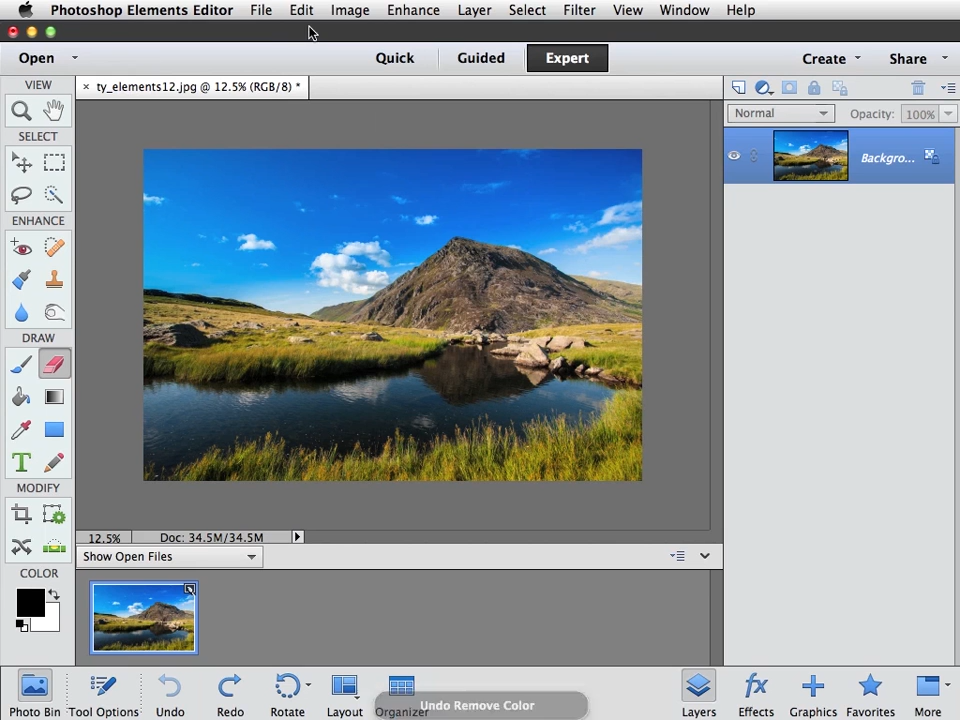 Photoshop Elements Editor File Edit Image Enhance Layer Select Filter View Window Help
Open Quick Guided Expert Create Share
VIEW
× ty_elements12.jpg @ 12.5% (RGB/8) *
Normal Opacity: 100%
SELECT
Backgro...
ENHANCE
DRAW
T
MODIFY
12.5% Doc: 34.5M/34.5M
Show Open Files
COLOR
fx
Photo Bin Tool Options Undo Redo Rotate Layout Organizer Undo Remove Color Layers Effects Graphics Favorites More